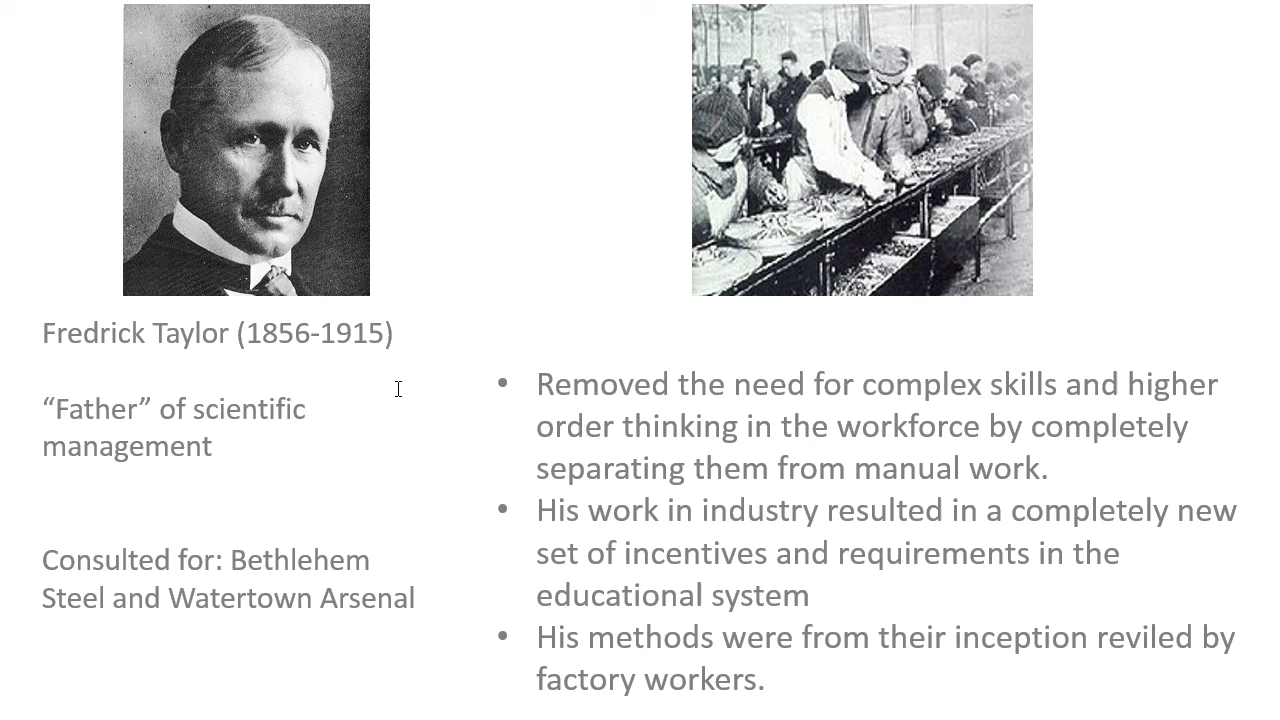 Fredrick Taylor (1856-1915)
“Father” of scientific
management
Consulted for: Bethlehem
Steel and Watertown Arsenal
• Removed the need for complex skills and higher
order thinking in the workforce by completely
separating them from manual work.
• His work in industry resulted in a completely new
set of incentives and requirements in the
educational system
• His methods were from their inception reviled by
factory workers.